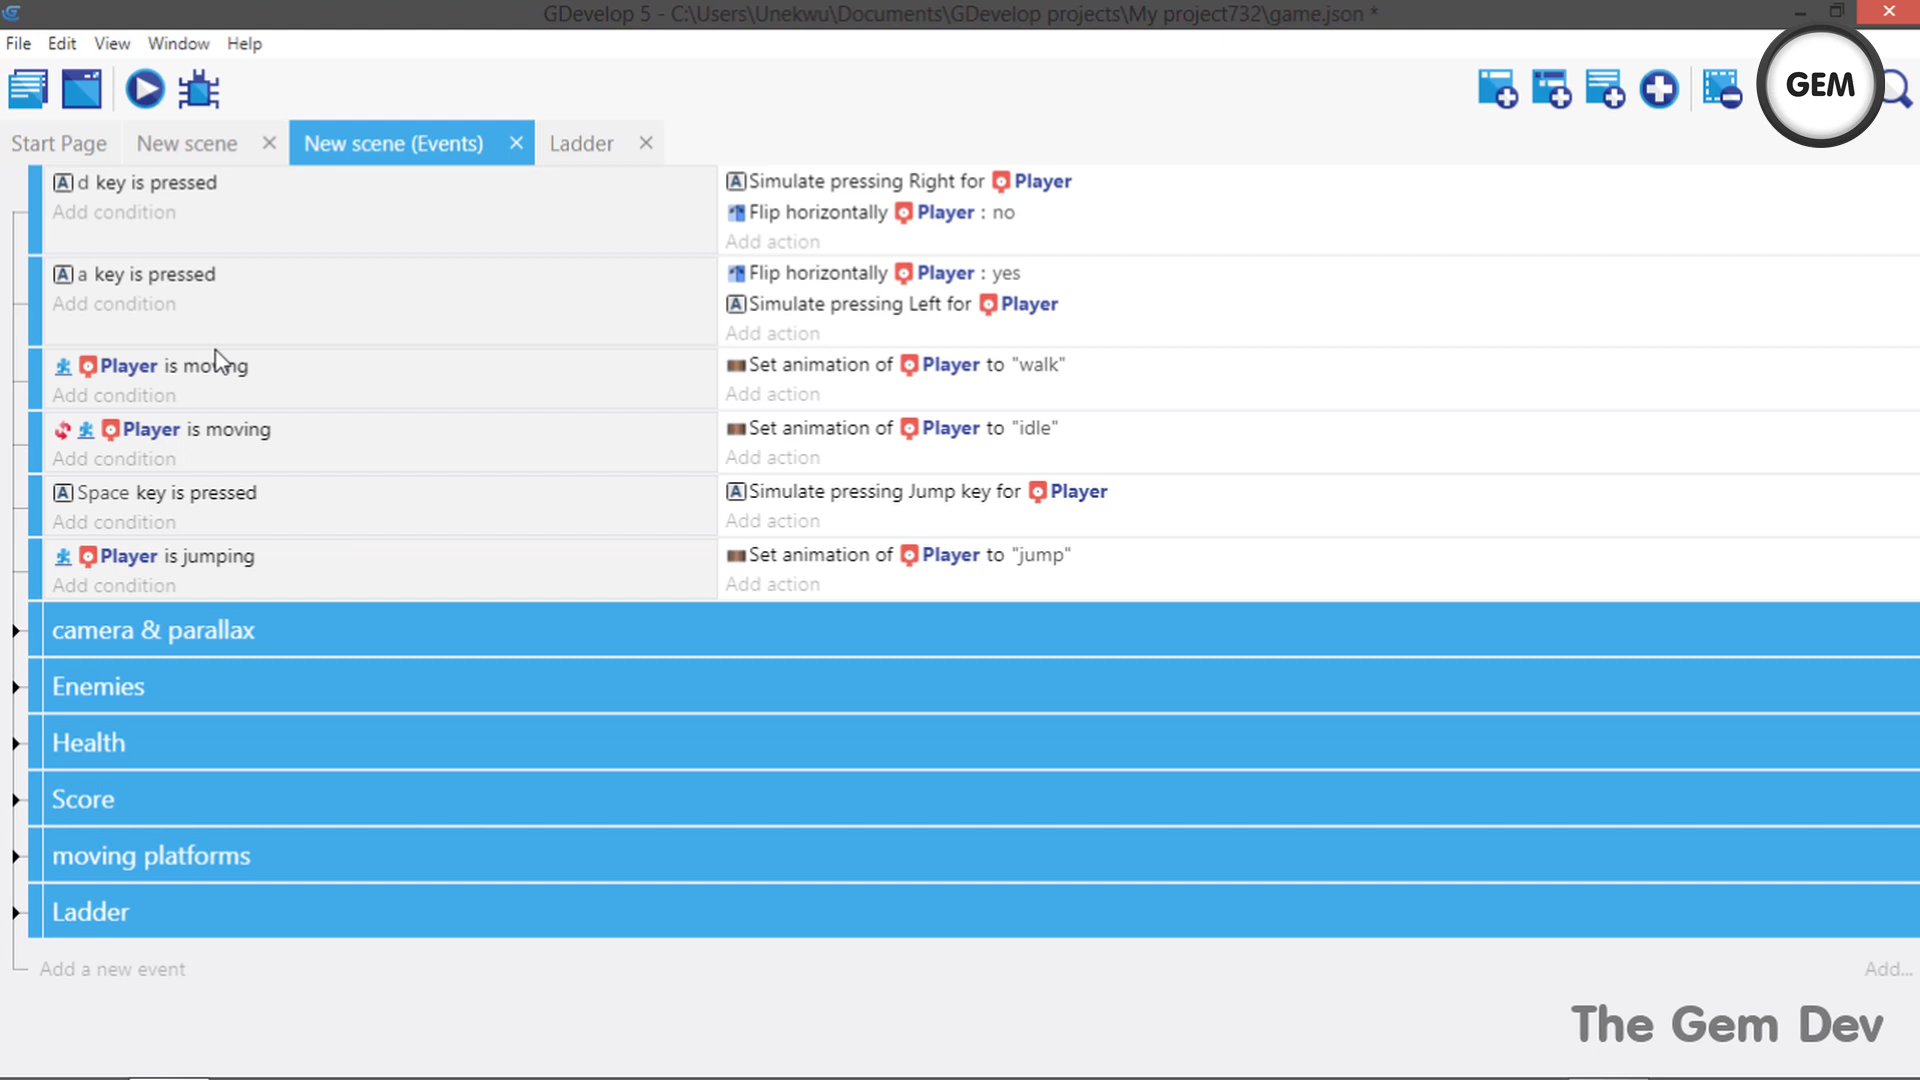 GDevelop 5 - C:\Users\Unekwu\Documents\GDevelop projects\My project732\game.json *
File Edit View Window Help
GEM
Start Page New scene New scene (Events) Ladder
d key is pressed
Add condition
Simulate pressing Right for Player
Flip horizontally Player : no
Add action
a key is pressed
Add condition
Flip horizontally Player : yes
Simulate pressing Left for Player
Add action
Player is moving
Add condition
Set animation of Player to "walk"
Add action
Player is moving
Add condition
Set animation of Player to "idle"
Add action
Space key is pressed
Add condition
Simulate pressing Jump key for Player
Add action
Player is jumping
Add condition
Set animation of Player to "jump"
Add action
camera & parallax
Enemies
Health
Score
moving platforms
Ladder
Add a new event Add...
The Gem Dev